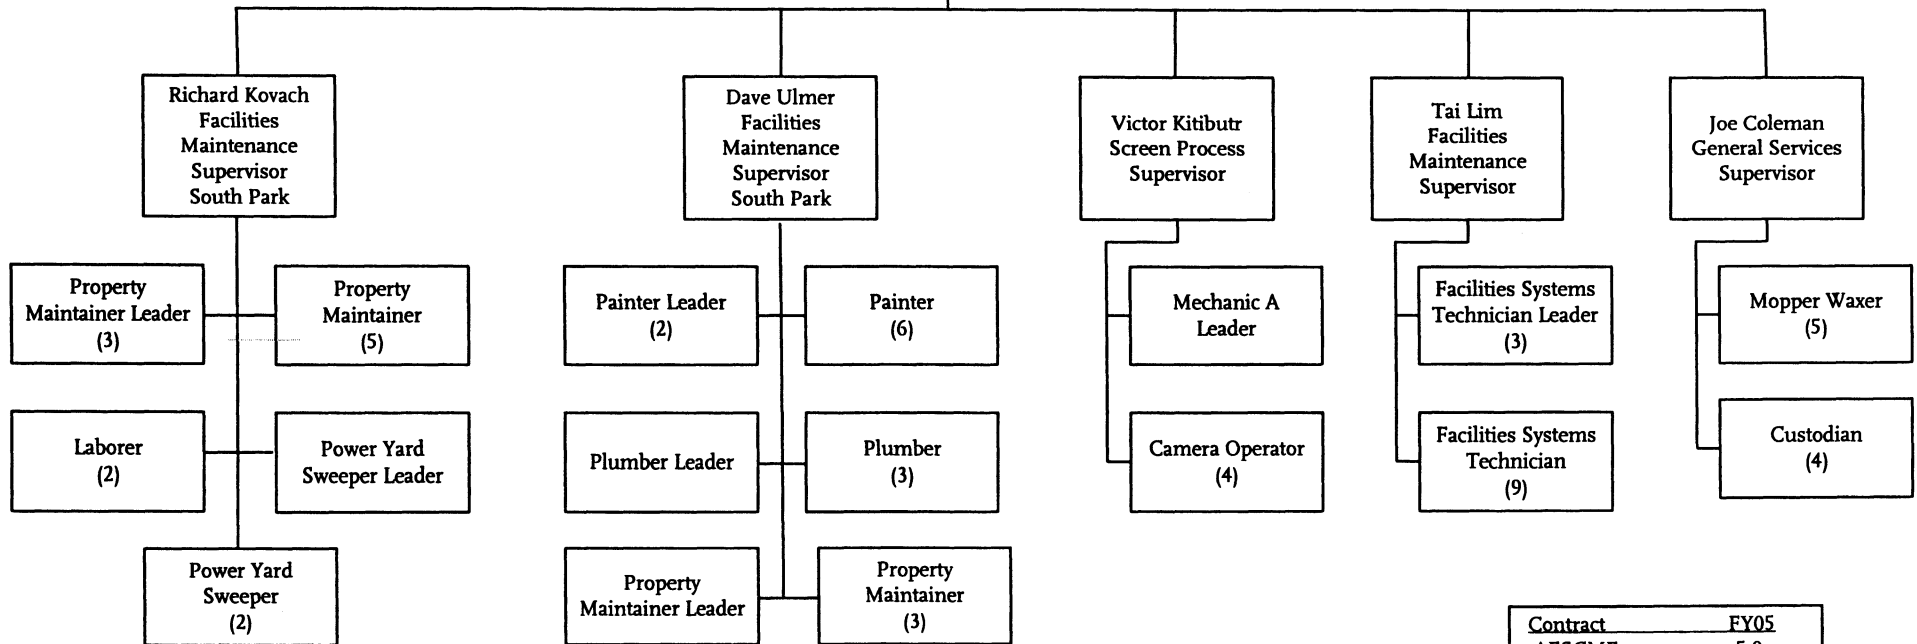 Richard Kovach
Facilities
Maintenance
Supervisor
South Park
Dave Ulmer
Facilities
Maintenance
Supervisor
South Park
Victor Kitibutr
Screen Process
Supervisor
Tai Lim
Facilities
Maintenance
Supervisor
Joe Coleman
General Services
Supervisor
Property
Maintainer Leader
(3)
Property
Maintainer
(5)
Painter Leader
(2)
Painter
(6)
Mechanic A
Leader
Facilities Systems
Technician Leader
(3)
Mopper Waxer
(5)
Laborer
(2)
Power Yard
Sweeper Leader
Plumber Leader
Plumber
(3)
Camera Operator
(4)
Facilities Systems
Technician
(9)
Custodian
(4)
Power Yard
Sweeper
(2)
Property
Maintainer Leader
Property
Maintainer
(3)
Contract FY05